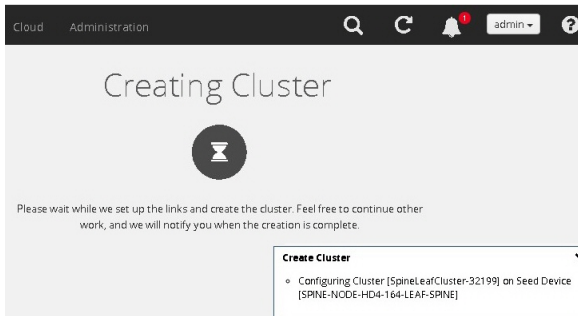 Cloud Administration 1 admin ?
Creating Cluster
Please wait while we set up the links and create the cluster. Feel free to continue other
work, and we will notify you when the creation is complete.
Create Cluster
Configuring Cluster [SpineLeafCluster-32199] on Seed Device
[SPINE-NODE-HD4-164-LEAF-SPINE]